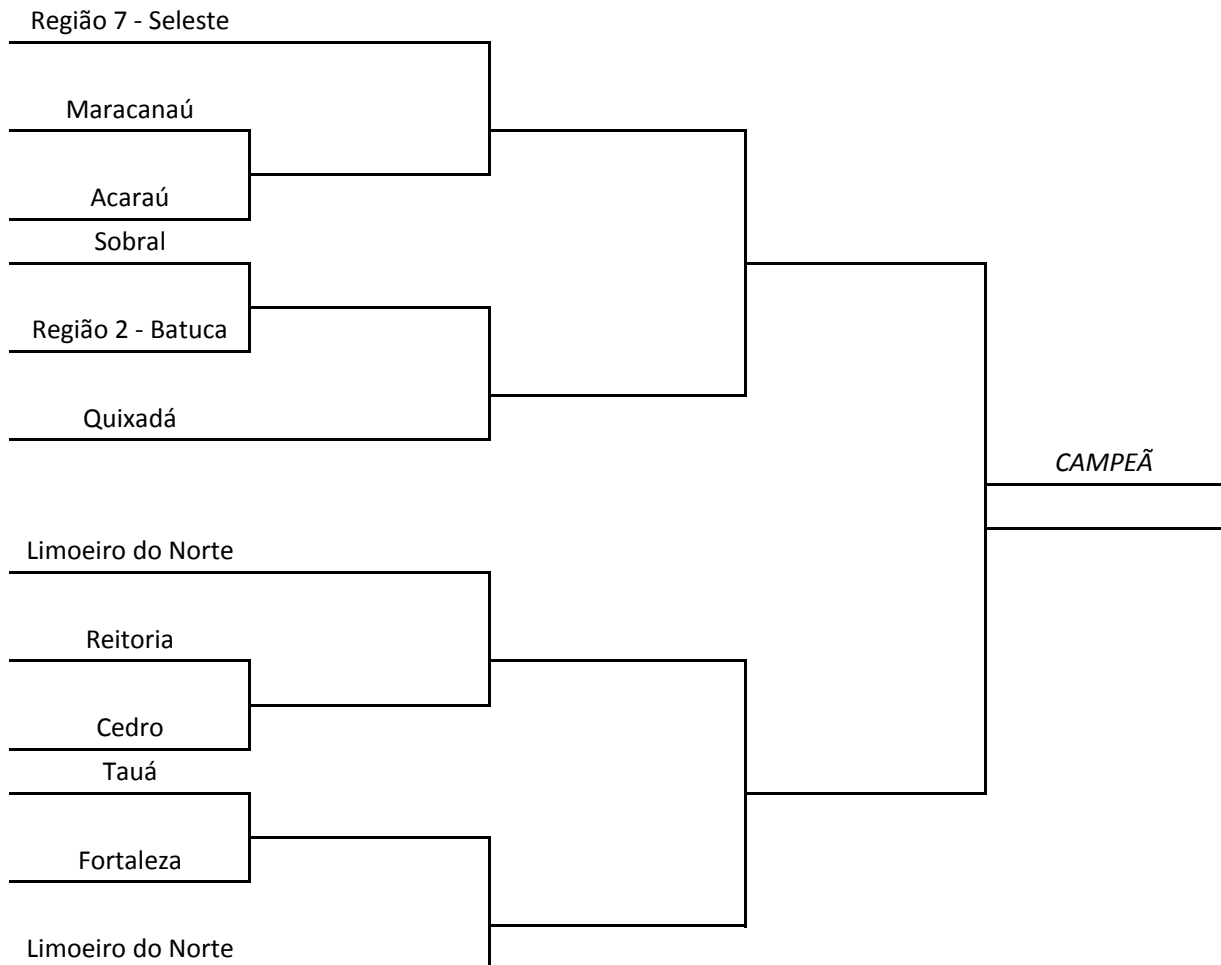 Região 7 - Seleste
Maracanaú
Acaraú
Sobral
Região 2 - Batuca
Quixadá
CAMPEÃ
Limoeiro do Norte
Reitoria
Cedro
Tauá
Fortaleza
Limoeiro do Norte